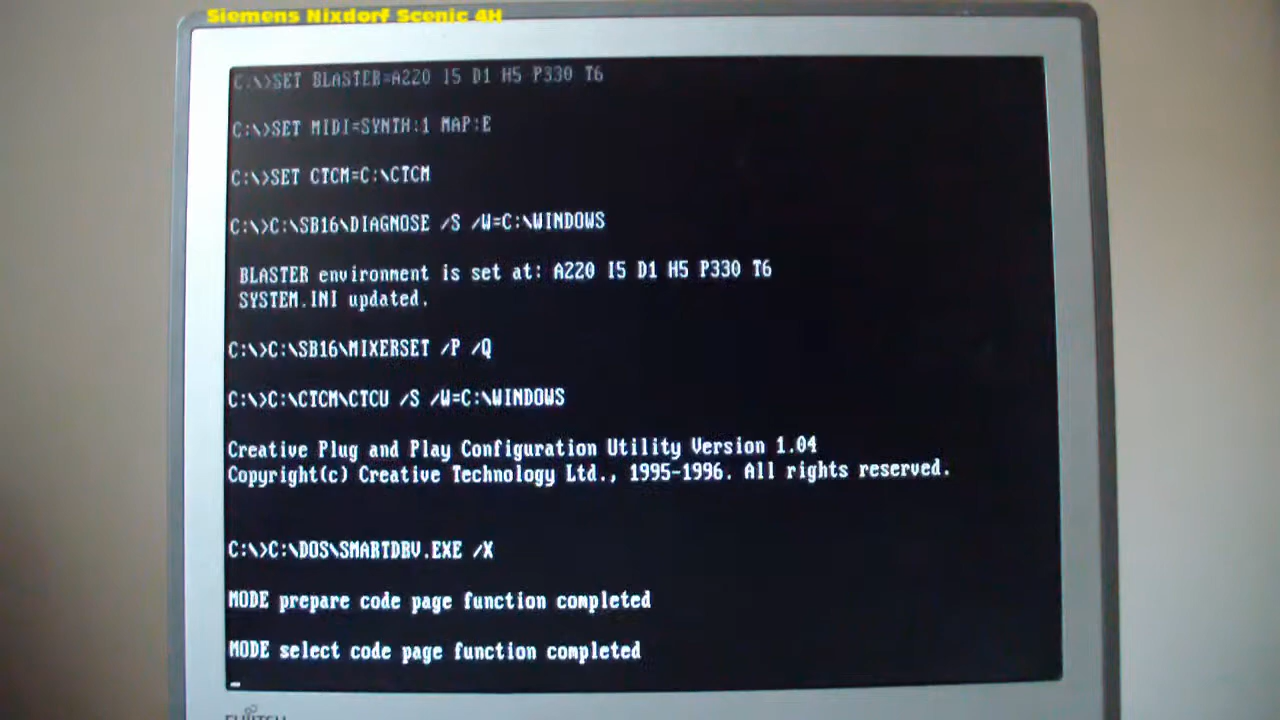 Siemens Nixdorf Scenic 4H
C:\>SET BLASTER=A220 I5 D1 H5 P330 T6
C:\>SET MIDI=SYNTH:1 MAP:E
C:\>SET CTCM=C:\CTCM
C:\>C:\SB16\DIAGNOSE /S /W=C:\WINDOWS
BLASTER environment is set at: A220 I5 D1 H5 P330 T6
SYSTEM.INI updated.
C:\>C:\SB16\MIXERSET /P /Q
C:\>C:\CTCM\CTCU /S /W=C:\WINDOWS
Creative Plug and Play Configuration Utility Version 1.04
Copyright(c) Creative Technology Ltd., 1995-1996. All rights reserved.
C:\>C:\DOS\SMARTDRV.EXE /X
MODE prepare code page function completed
MODE select code page function completed
FUJITSU